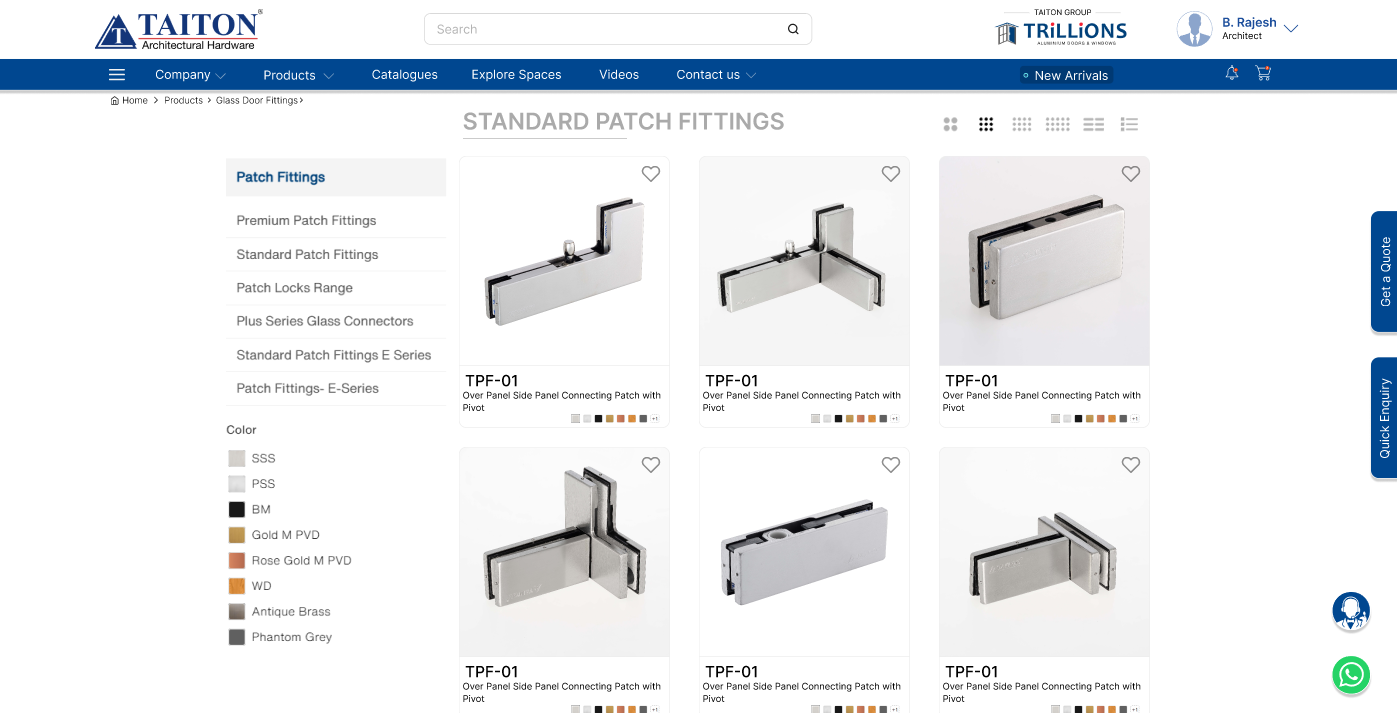 TAITON®
Architectural Hardware
Search
TAITON GROUP
TRiLLiONS
ALUMINIUM DOORS & WINDOWS
B. Rajesh
Architect
Company
Products
Catalogues
Explore Spaces
Videos
Contact us
New Arrivals
Home > Products > Glass Door Fittings>
STANDARD PATCH FITTINGS
Patch Fittings
Premium Patch Fittings
Standard Patch Fittings
Patch Locks Range
Plus Series Glass Connectors
Standard Patch Fittings E Series
Patch Fittings- E-Series
Color
SSS
PSS
BM
Gold M PVD
Rose Gold M PVD
WD
Antique Brass
Phantom Grey
TPF-01
Over Panel Side Panel Connecting Patch with
Pivot
+1
TPF-01
Over Panel Side Panel Connecting Patch with
Pivot
+1
TPF-01
Over Panel Side Panel Connecting Patch with
Pivot
+1
TPF-01
Over Panel Side Panel Connecting Patch with
Pivot
+1
TPF-01
Over Panel Side Panel Connecting Patch with
Pivot
+1
TPF-01
Over Panel Side Panel Connecting Patch with
Pivot
+1
Get a Quote
Quick Enquiry